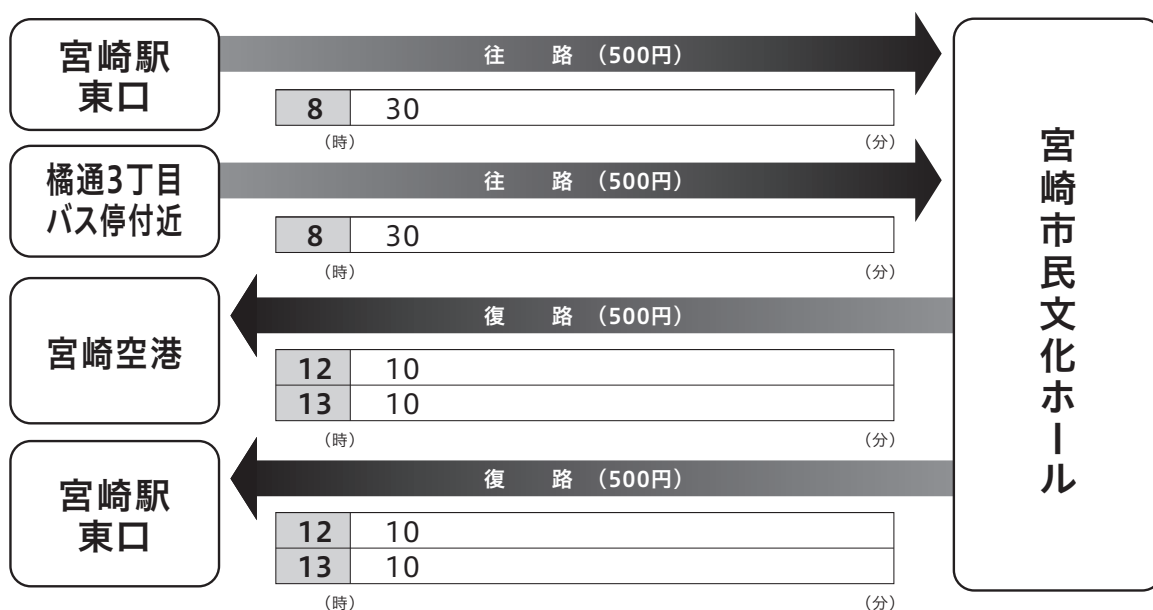 宮崎駅
東口
往 路 (500円)
8 30
(時) (分)
橘通3丁目
バス停付近
往 路 (500円)
8 30
(時) (分)
宮崎空港
復 路 (500円)
12 10
13 10
(時) (分)
宮崎駅
東口
復 路 (500円)
12 10
13 10
(時) (分)
宮崎市民文化ホール